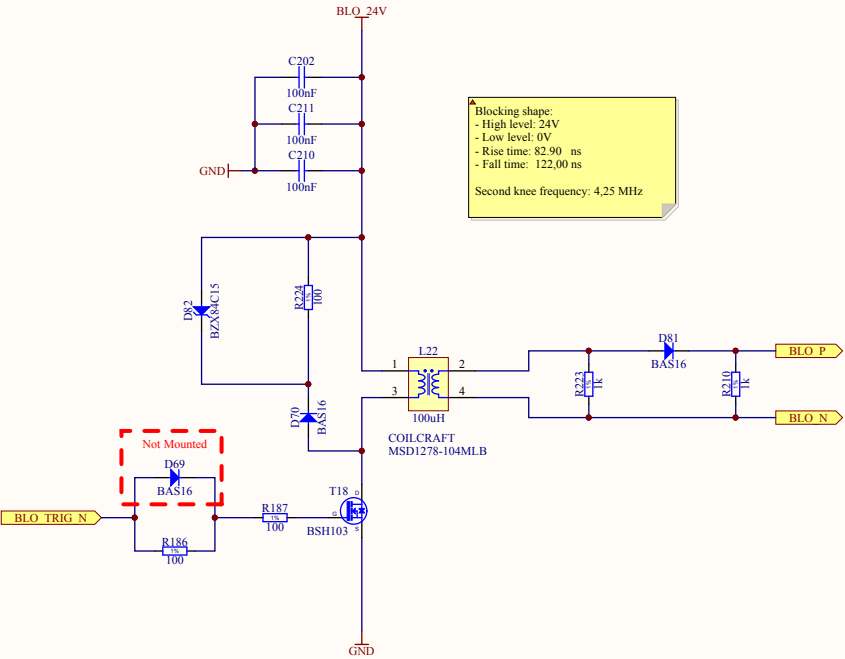 BLO_24V
C202
100nF
C211
100nF
C210
100nF
GND
Blocking shape:
- High level: 24V
- Low level: 0V
- Rise time: 82.90 ns
- Fall time: 122,00 ns
Second knee frequency: 4,25 MHz
D82
BZX84C15
R224
1%
100
D70
BAS16
L22
1
2
3
4
100uH
COILCRAFT
MSD1278-104MLB
D81
BAS16
R223
1%
1k
R210
1%
1k
BLO_P
BLO_N
Not Mounted
D69
BAS16
BLO_TRIG_N
R186
1%
100
R187
1%
100
T18
D
G
S
BSH103
GND